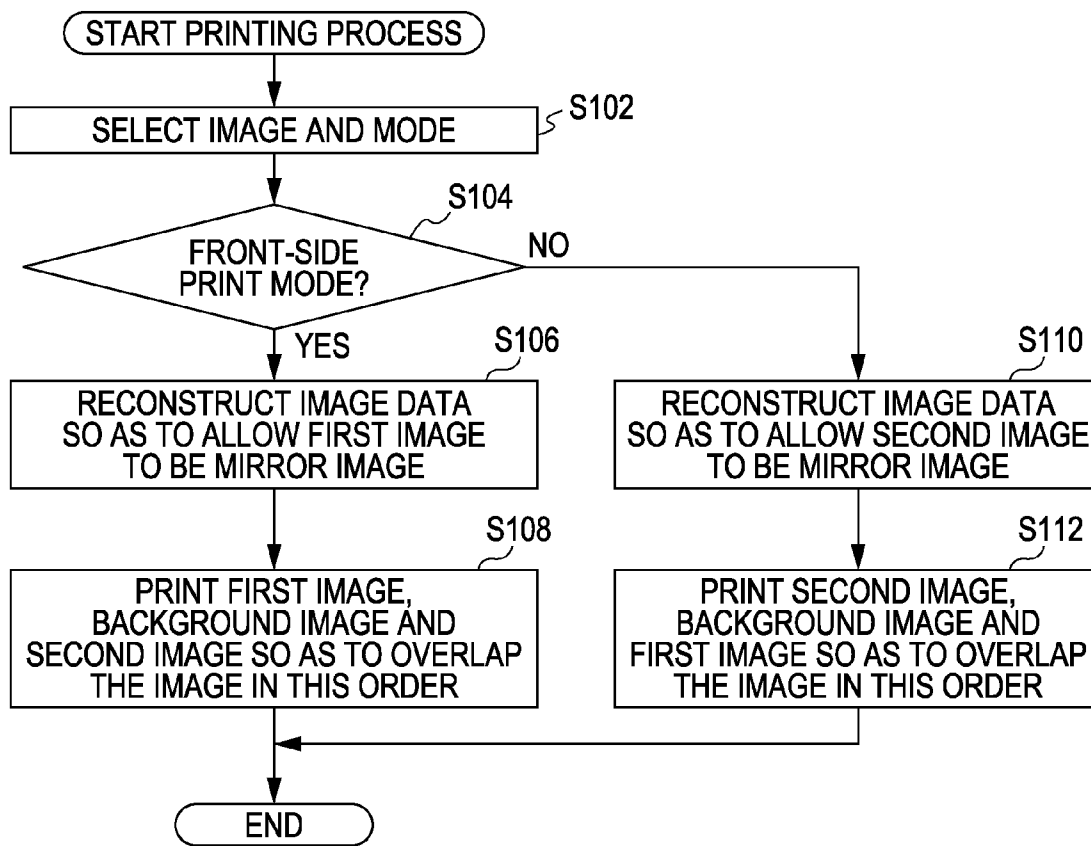 START PRINTING PROCESS
S102
SELECT IMAGE AND MODE
S104
FRONT-SIDE
PRINT MODE?
NO
YES
S106
RECONSTRUCT IMAGE DATA
SO AS TO ALLOW FIRST IMAGE
TO BE MIRROR IMAGE
S110
RECONSTRUCT IMAGE DATA
SO AS TO ALLOW SECOND IMAGE
TO BE MIRROR IMAGE
S108
PRINT FIRST IMAGE,
BACKGROUND IMAGE AND
SECOND IMAGE SO AS TO OVERLAP
THE IMAGE IN THIS ORDER
S112
PRINT SECOND IMAGE,
BACKGROUND IMAGE AND
FIRST IMAGE SO AS TO OVERLAP
THE IMAGE IN THIS ORDER
END